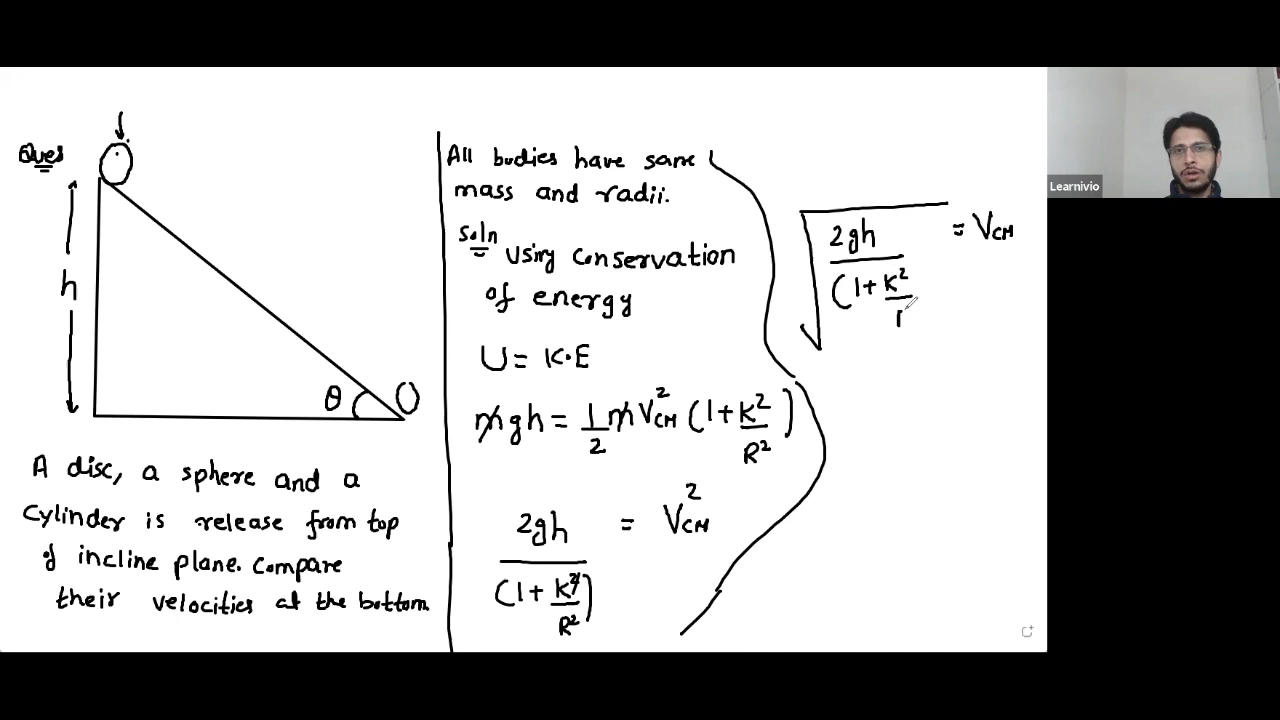 Ques
h
θ
A disc, a sphere and a
Cylinder is release from top
of incline plane. Compare
their velocities at the bottom.
All bodies have same
mass and radii.
Soln Using conservation
of energy
U = K.E
mgh = 1/2 mV²CM (1 + K²/R²)
2gh/(1 + K²/R²) = V²CM
√(2gh/(1 + K²/ = VCM
Learnivio